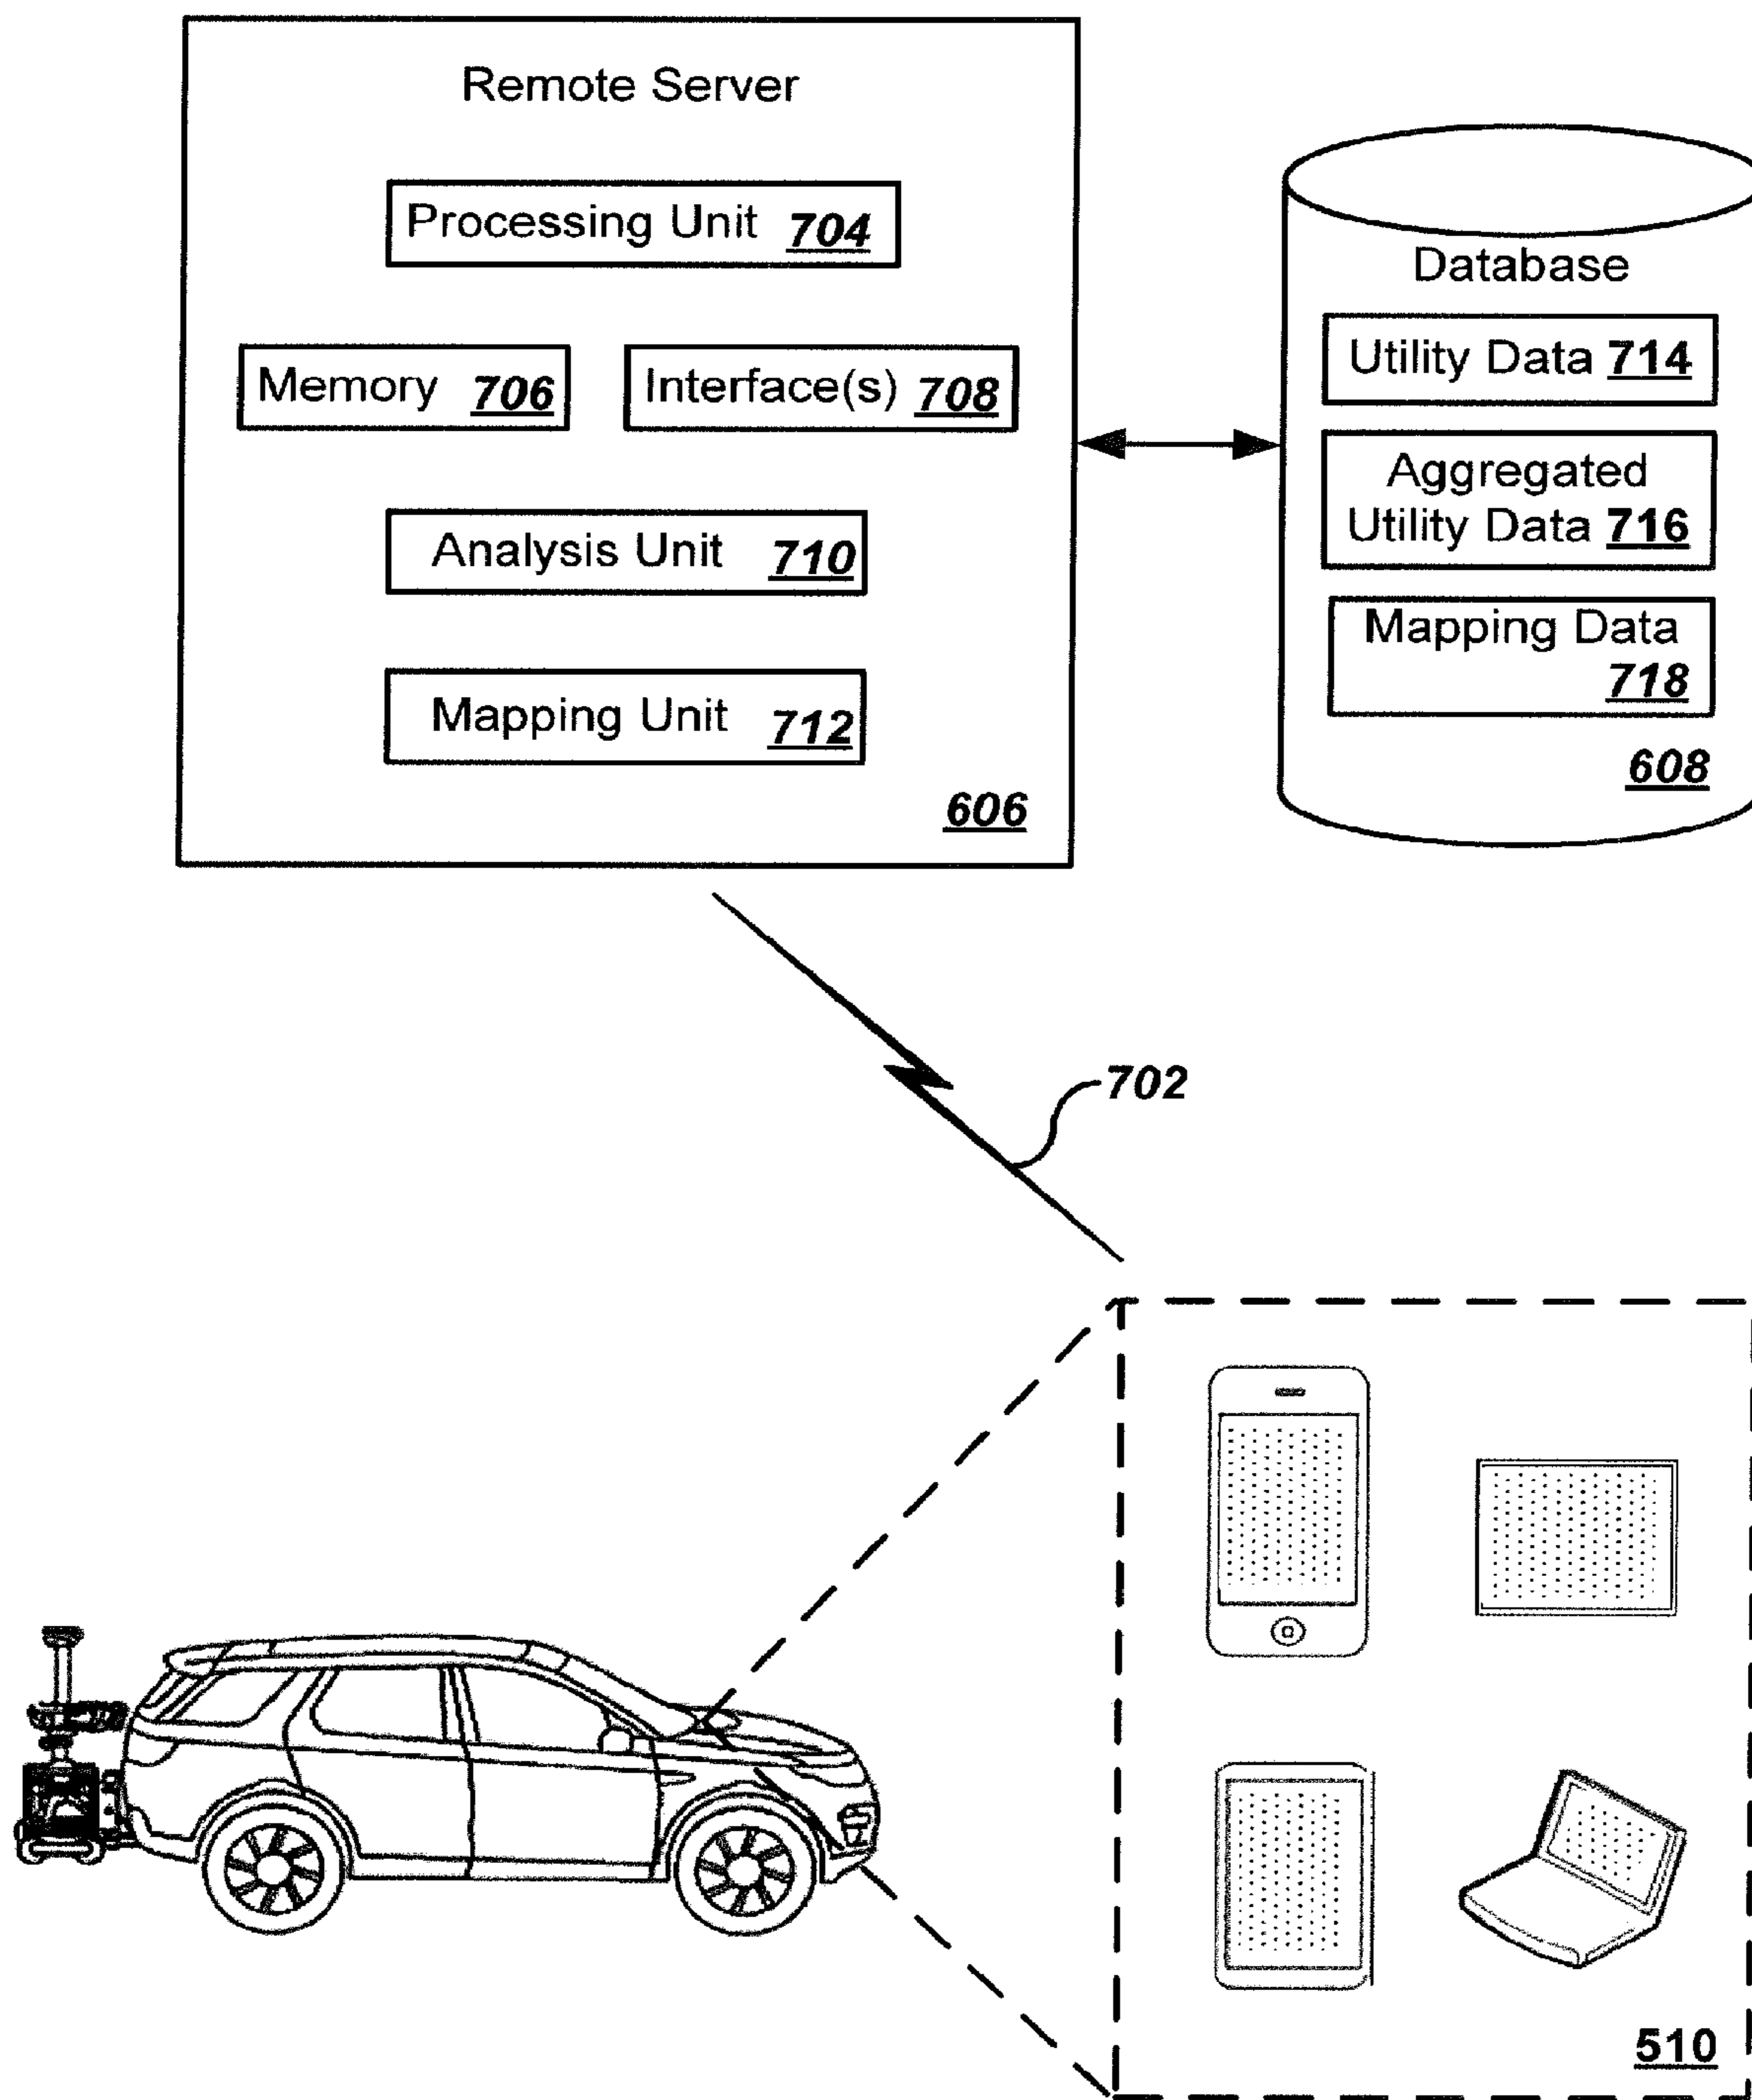 Remote Server
Processing Unit 704
Memory 706
Interface(s) 708
Analysis Unit 710
Mapping Unit 712
606
Database
Utility Data 714
Aggregated
Utility Data 716
Mapping Data
718
608
702
510